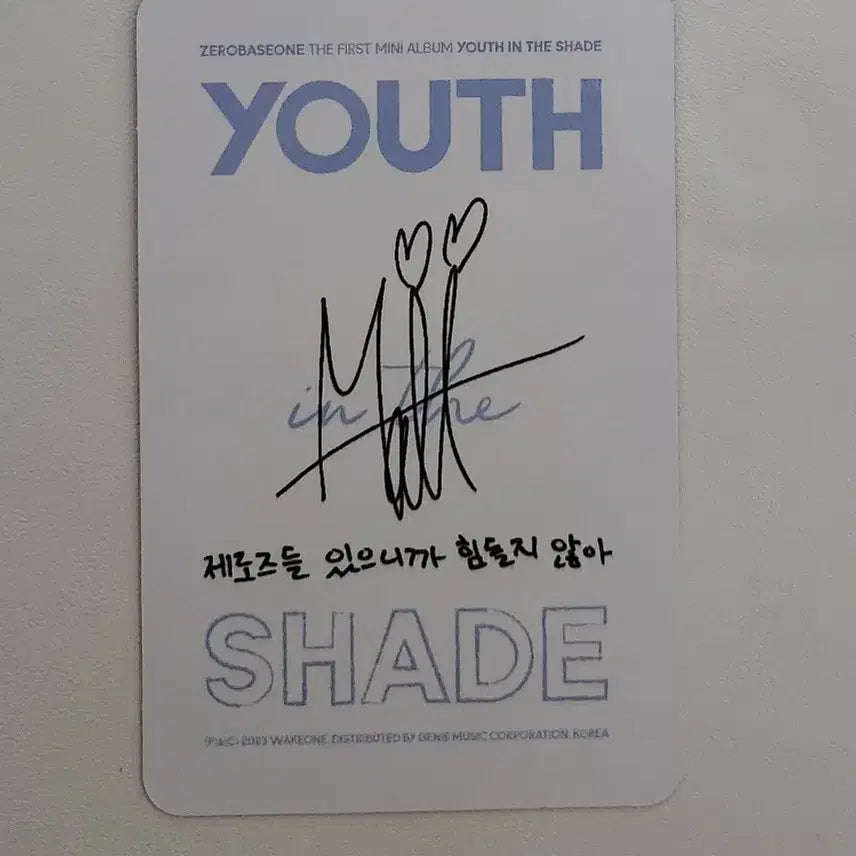 ZEROBASEONE THE FIRST MINI ALBUM YOUTH IN THE SHADE
YOUTH
in the
제로즈들 있으니까 힘들지 않아
SHADE
(P)&(C) 2023 WAKEONE. DISTRIBUTED BY GENIE MUSIC CORPORATION. KOREA